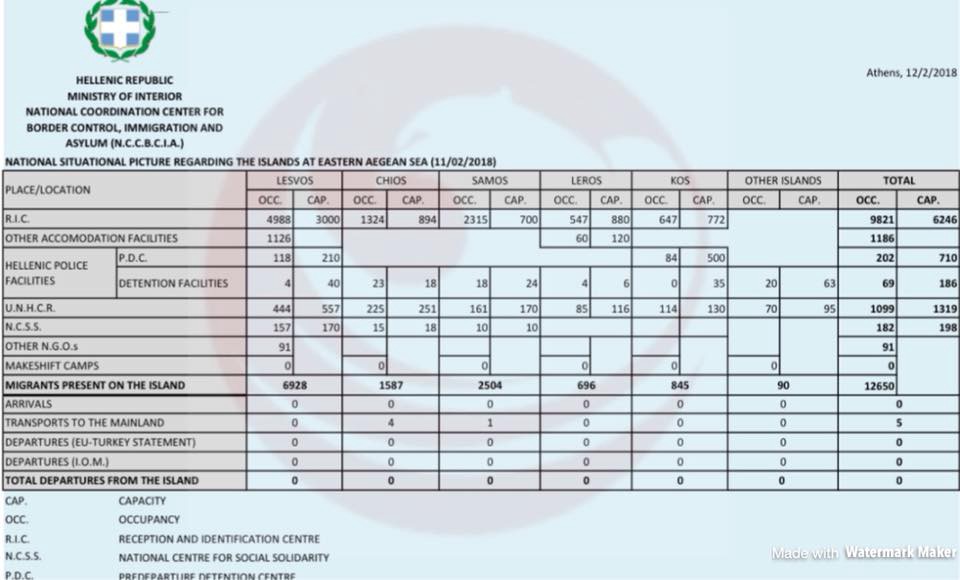 Athens, 12/2/2018
HELLENIC REPUBLIC
MINISTRY OF INTERIOR
NATIONAL COORDINATION CENTER FOR
BORDER CONTROL, IMMIGRATION AND
ASYLUM (N.C.C.B.C.I.A.)
NATIONAL SITUATIONAL PICTURE REGARDING THE ISLANDS AT EASTERN AEGEAN SEA (11/02/2018)
PLACE/LOCATION LESVOS CHIOS SAMOS LEROS KOS OTHER ISLANDS TOTAL
OCC. CAP. OCC. CAP. OCC. CAP. OCC. CAP. OCC. CAP. OCC. CAP. OCC. CAP.
R.I.C. 4988 3000 1324 894 2315 700 547 880 647 772 9821 6246
OTHER ACCOMODATION FACILITIES 1126 60 120 1186
HELLENIC POLICE FACILITIES P.D.C. 118 210 84 500 202 710
DETENTION FACILITIES 4 40 23 18 18 24 4 6 0 35 20 63 69 186
U.N.H.C.R. 444 557 225 251 161 170 85 116 114 130 70 95 1099 1319
N.C.S.S. 157 170 15 18 10 10 182 198
OTHER N.G.O.s 91 91
MAKESHIFT CAMPS 0 0 0 0 0 0 0
MIGRANTS PRESENT ON THE ISLAND 6928 1587 2504 696 845 90 12650
ARRIVALS 0 0 0 0 0 0 0
TRANSPORTS TO THE MAINLAND 0 4 1 0 0 0 5
DEPARTURES (EU-TURKEY STATEMENT) 0 0 0 0 0 0 0
DEPARTURES (I.O.M.) 0 0 0 0 0 0 0
TOTAL DEPARTURES FROM THE ISLAND 0 0 0 0 0 0 0
CAP. CAPACITY
OCC. OCCUPANCY
R.I.C. RECEPTION AND IDENTIFICATION CENTRE
N.C.S.S. NATIONAL CENTRE FOR SOCIAL SOLIDARITY
P.D.C. PREDEPARTURE DETENTION CENTRE
Made with Watermark Maker